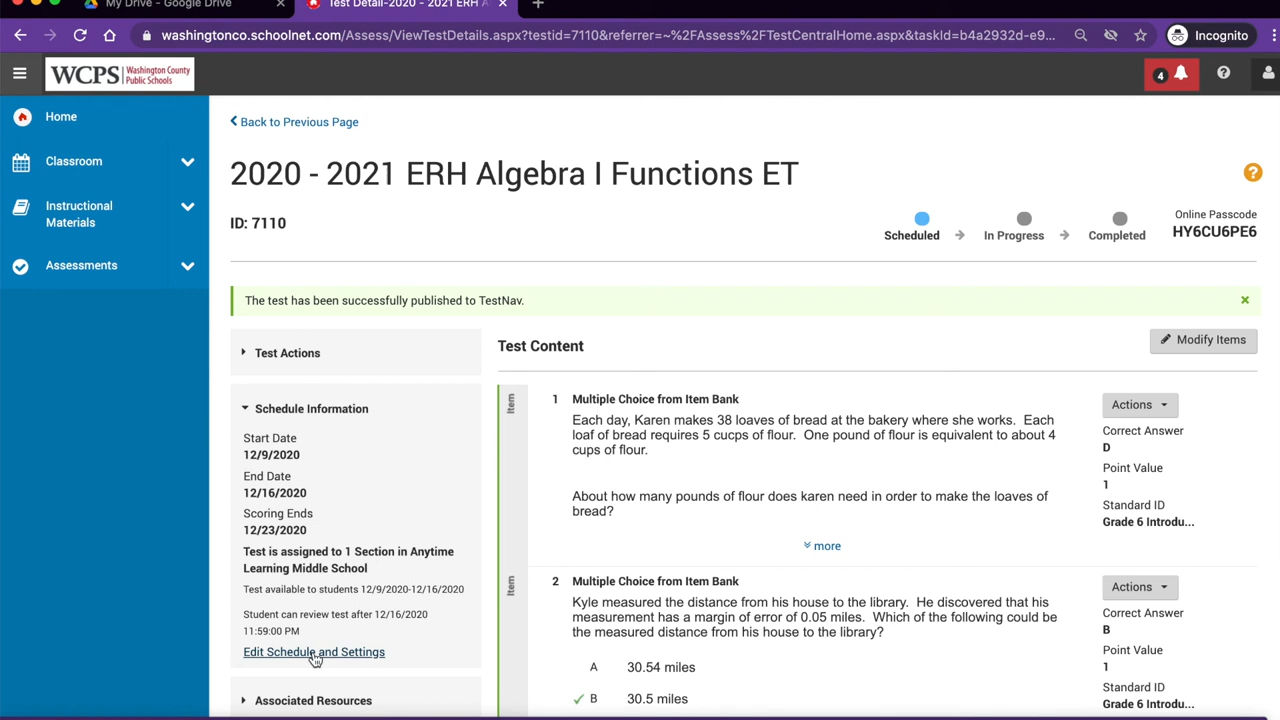 My Drive - Google Drive
Test Detail-2020 - 2021 ERH A
washingtonco.schoolnet.com/Assess/ViewTestDetails.aspx?testid=7110&referrer=~%2FAssess%2FTestCentralHome.aspx&taskId=b4a2932d-e9...
Incognito
WCPS Washington County
Public Schools
4
Home
Classroom
Instructional
Materials
Assessments
Back to Previous Page
2020 - 2021 ERH Algebra I Functions ET
ID: 7110
Scheduled
In Progress
Completed
Online Passcode
HY6CU6PE6
The test has been successfully published to TestNav.
Test Actions
Schedule Information
Start Date
12/9/2020
End Date
12/16/2020
Scoring Ends
12/23/2020
Test is assigned to 1 Section in Anytime
Learning Middle School
Test available to students 12/9/2020-12/16/2020
Student can review test after 12/16/2020
11:59:00 PM
Edit Schedule and Settings
Associated Resources
Test Content
Modify Items
Item
1 Multiple Choice from Item Bank
Each day, Karen makes 38 loaves of bread at the bakery where she works. Each
loaf of bread requires 5 cucps of flour. One pound of flour is equivalent to about 4
cups of flour.
About how many pounds of flour does karen need in order to make the loaves of
bread?
more
Actions
Correct Answer
D
Point Value
1
Standard ID
Grade 6 Introdu...
Item
2 Multiple Choice from Item Bank
Kyle measured the distance from his house to the library. He discovered that his
measurement has a margin of error of 0.05 miles. Which of the following could be
the measured distance from his house to the library?
A 30.54 miles
B 30.5 miles
Actions
Correct Answer
B
Point Value
1
Standard ID
Grade 6 Introdu...